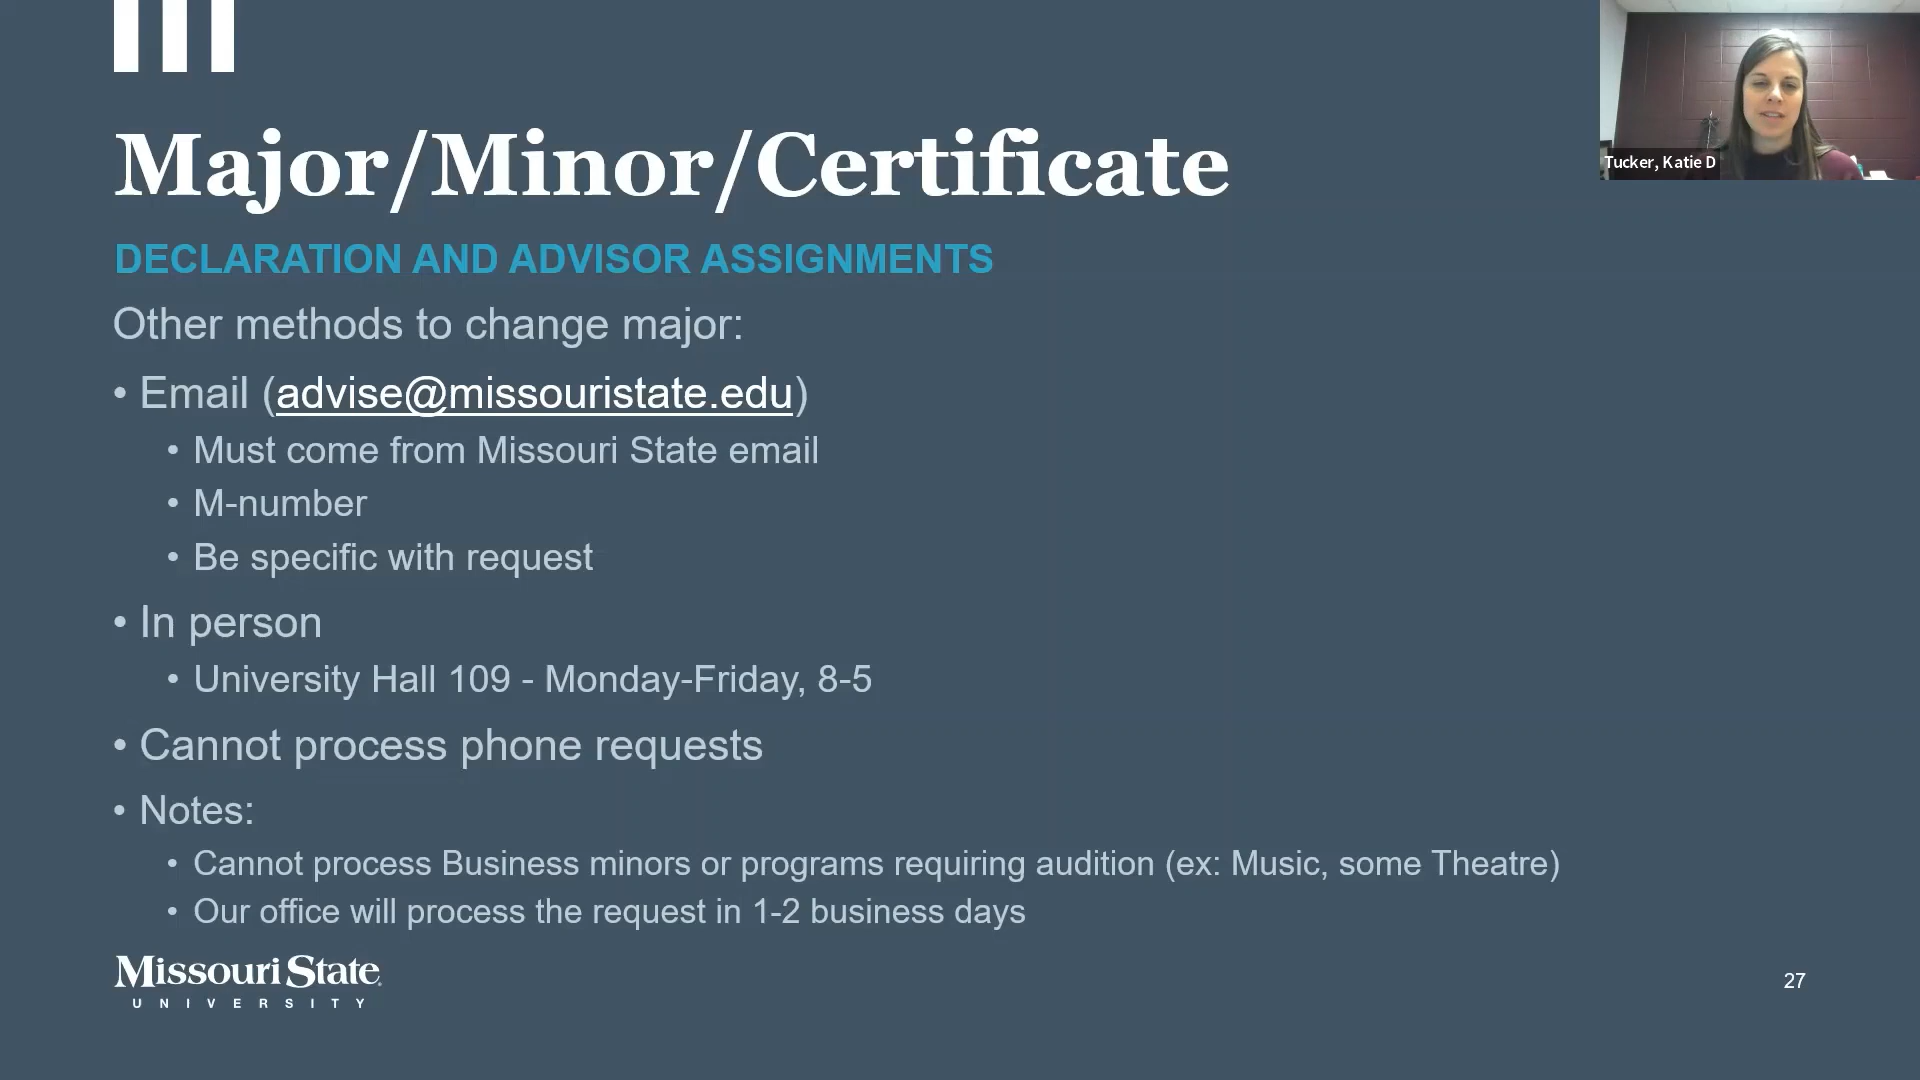 Major/Minor/Certificate
Tucker, Katie D
DECLARATION AND ADVISOR ASSIGNMENTS
Other methods to change major:
• Email (advise@missouristate.edu)
• Must come from Missouri State email
• M-number
• Be specific with request
• In person
• University Hall 109 - Monday-Friday, 8-5
• Cannot process phone requests
• Notes:
• Cannot process Business minors or programs requiring audition (ex: Music, some Theatre)
• Our office will process the request in 1-2 business days
Missouri State
UNIVERSITY
27